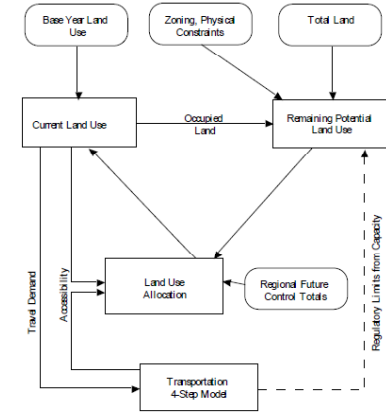 Base Year Land
Use
Zoning, Physical
Constraints
Total Land
Current Land Use
Occupied
Land
Remaining Potential
Land Use
Land Use
Allocation
Regional Future
Control Totals
Travel Demand
Accessibility
Regulatory Limits from Capacity
Transportation
4-Step Model